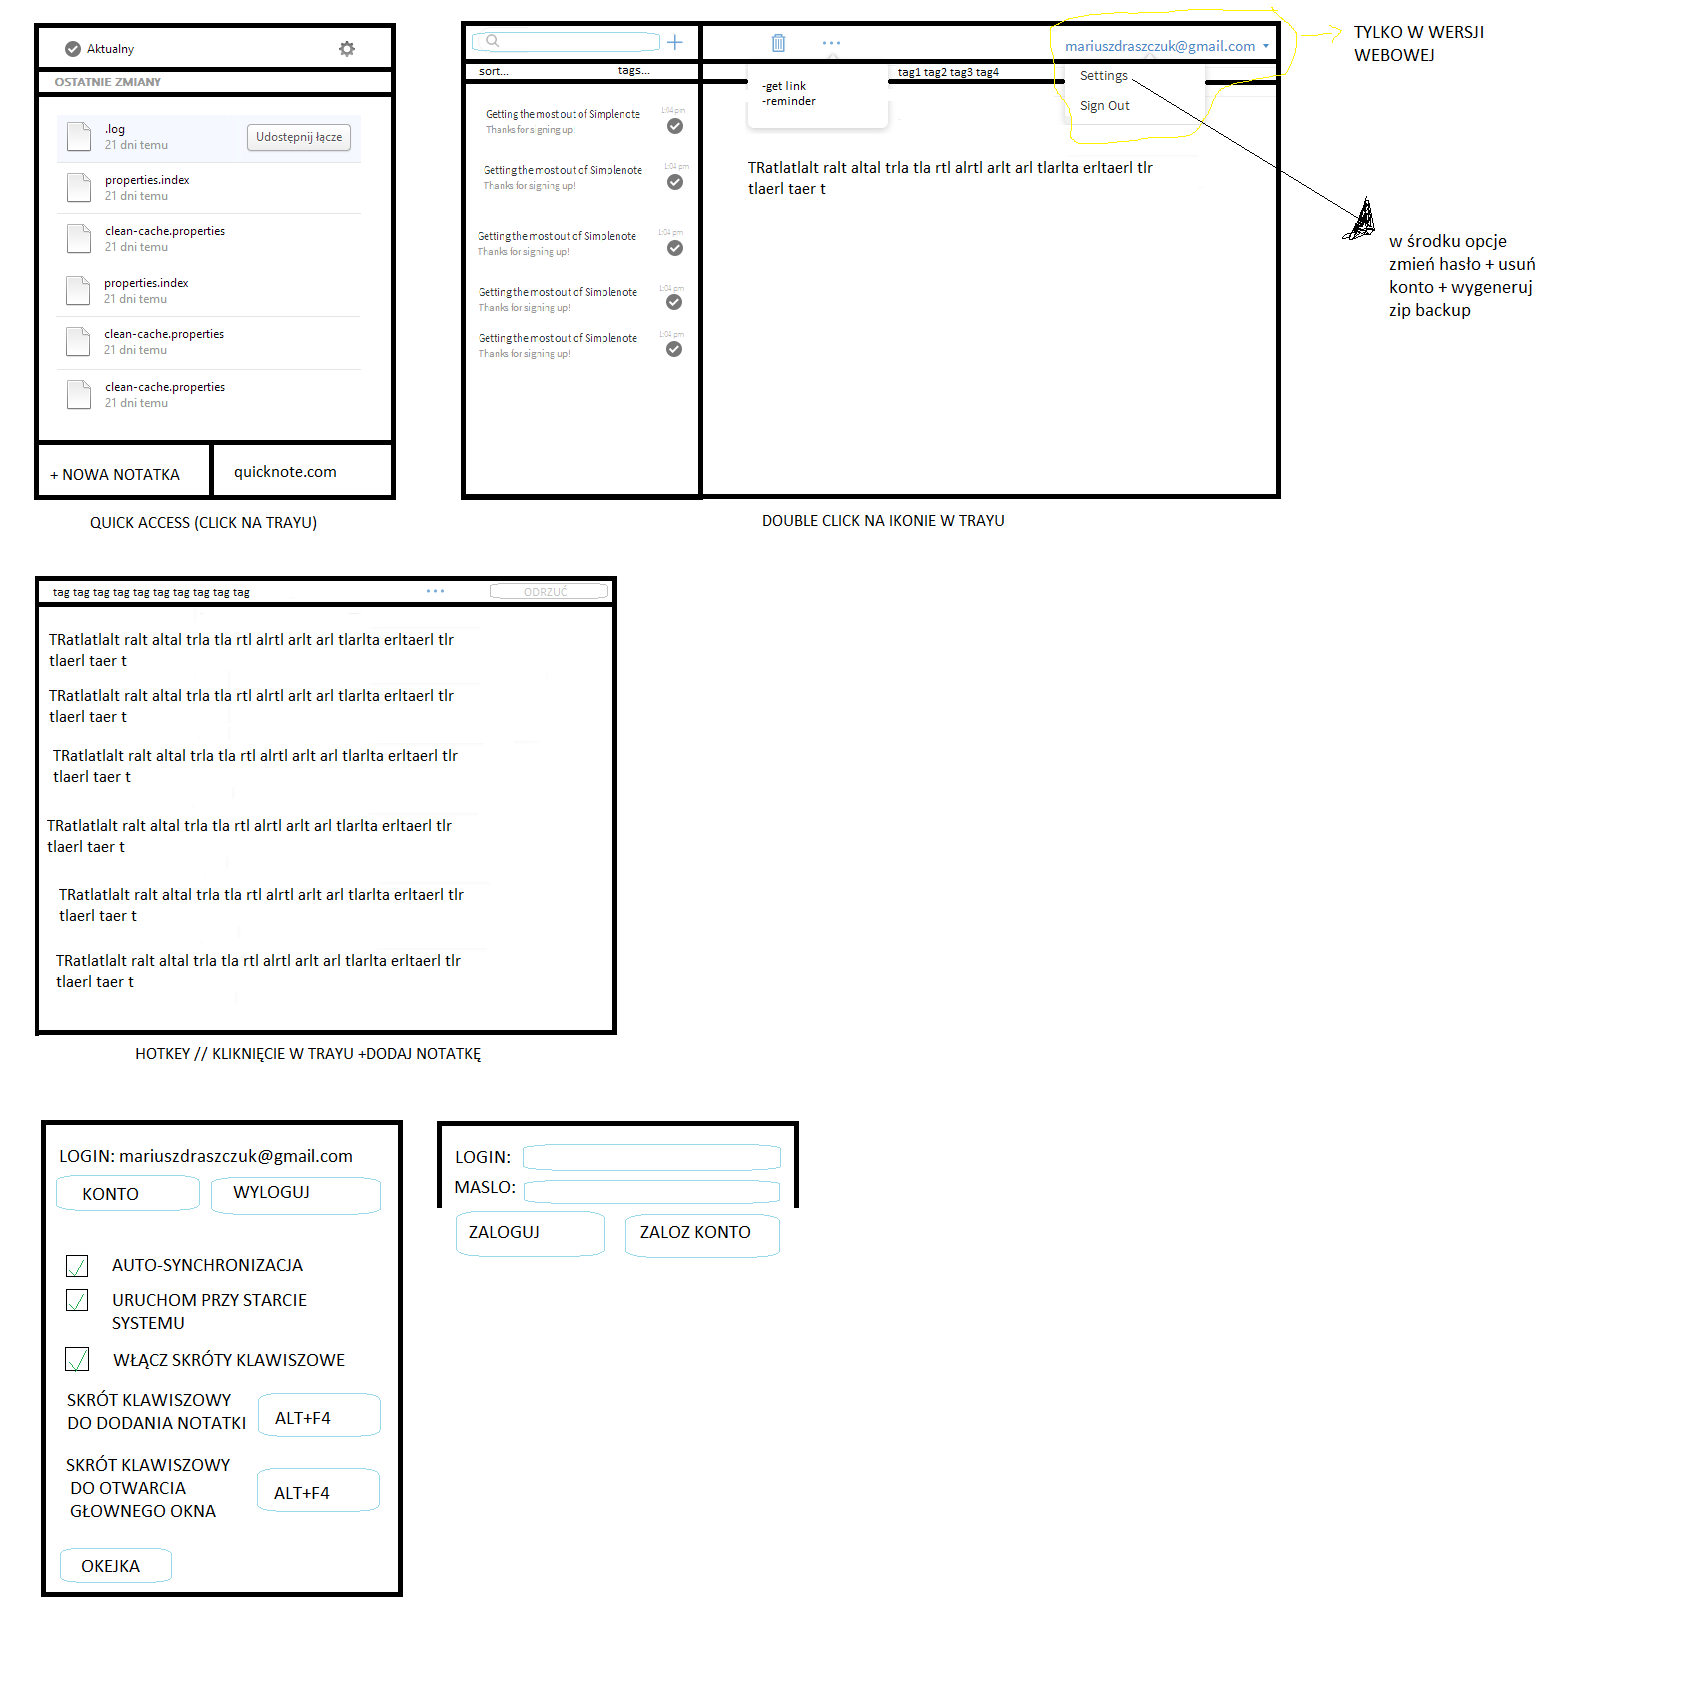 Aktualny
OSTATNIE ZMIANY
.log
21 dni temu
Udostępnij łącze
properties.index
21 dni temu
clean-cache.properties
21 dni temu
properties.index
21 dni temu
clean-cache.properties
21 dni temu
clean-cache.properties
21 dni temu
+ NOWA NOTATKA
quicknote.com
QUICK ACCESS (CLICK NA TRAYU)
sort...
tags...
Getting the most out of Simplencte
Thanks for signing up!
1:04 pm
Getting the most out of Simplenote
Thanks for signing up!
1:04 pm
Getting the most out of Simplenote
Thanks for signing up!
1:04 pm
Getting the most out of Simplenote
Thanks for signing up!
1:04 pm
Getting the most out of Simplenote
Thanks for signing up!
1:04 pm
-get link
-reminder
tag1 tag2 tag3 tag4
mariuszdraszczuk@gmail.com
Settings
Sign Out
TRatlatlalt ralt altal trla tla rtl alrtl arlt arl tlarlta erltaerl tlr
tlaerl taer t
DOUBLE CLICK NA IKONIE W TRAYU
TYLKO W WERSJI
WEBOWEJ
w środku opcje
zmień hasło + usuń
konto + wygeneruj
zip backup
tag tag tag tag tag tag tag tag tag tag
ODRZUĆ
TRatlatlalt ralt altal trla tla rtl alrtl arlt arl tlarlta erltaerl tlr
tlaerl taer t
TRatlatlalt ralt altal trla tla rtl alrtl arlt arl tlarlta erltaerl tlr
tlaerl taer t
TRatlatlalt ralt altal trla tla rtl alrtl arlt arl tlarlta erltaerl tlr
tlaerl taer t
TRatlatlalt ralt altal trla tla rtl alrtl arlt arl tlarlta erltaerl tlr
tlaerl taer t
TRatlatlalt ralt altal trla tla rtl alrtl arlt arl tlarlta erltaerl tlr
tlaerl taer t
TRatlatlalt ralt altal trla tla rtl alrtl arlt arl tlarlta erltaerl tlr
tlaerl taer t
HOTKEY // KLIKNIĘCIE W TRAYU +DODAJ NOTATKĘ
LOGIN: mariuszdraszczuk@gmail.com
KONTO
WYLOGUJ
AUTO-SYNCHRONIZACJA
URUCHOM PRZY STARCIE
SYSTEMU
WŁĄCZ SKRÓTY KLAWISZOWE
SKRÓT KLAWISZOWY
DO DODANIA NOTATKI
ALT+F4
SKRÓT KLAWISZOWY
DO OTWARCIA
GŁOWNEGO OKNA
ALT+F4
OKEJKA
LOGIN:
MASLO:
ZALOGUJ
ZALOZ KONTO